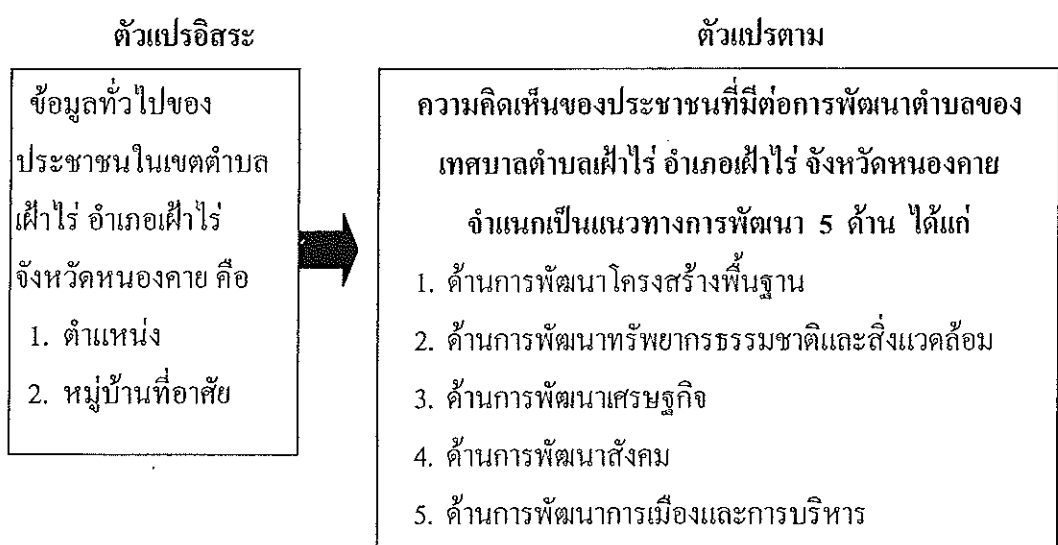 ตัวแปรอิสระ
ข้อมูลทั่วไปของ
ประชาชนในเขตตำบล
เฝ้าไร่ อำเภอเฝ้าไร่
จังหวัดหนองคาย คือ
1. ตำแหน่ง
2. หมู่บ้านที่อาศัย
ตัวแปรตาม
ความคิดเห็นของประชาชนที่มีต่อการพัฒนาตำบลของ
เทศบาลตำบลเฝ้าไร่ อำเภอเฝ้าไร่ จังหวัดหนองคาย
จำแนกเป็นแนวทางการพัฒนา 5 ด้าน ได้แก่
1. ด้านการพัฒนาโครงสร้างพื้นฐาน
2. ด้านการพัฒนาทรัพยากรธรรมชาติและสิ่งแวดล้อม
3. ด้านการพัฒนาเศรษฐกิจ
4. ด้านการพัฒนาสังคม
5. ด้านการพัฒนาการเมืองและการบริหาร